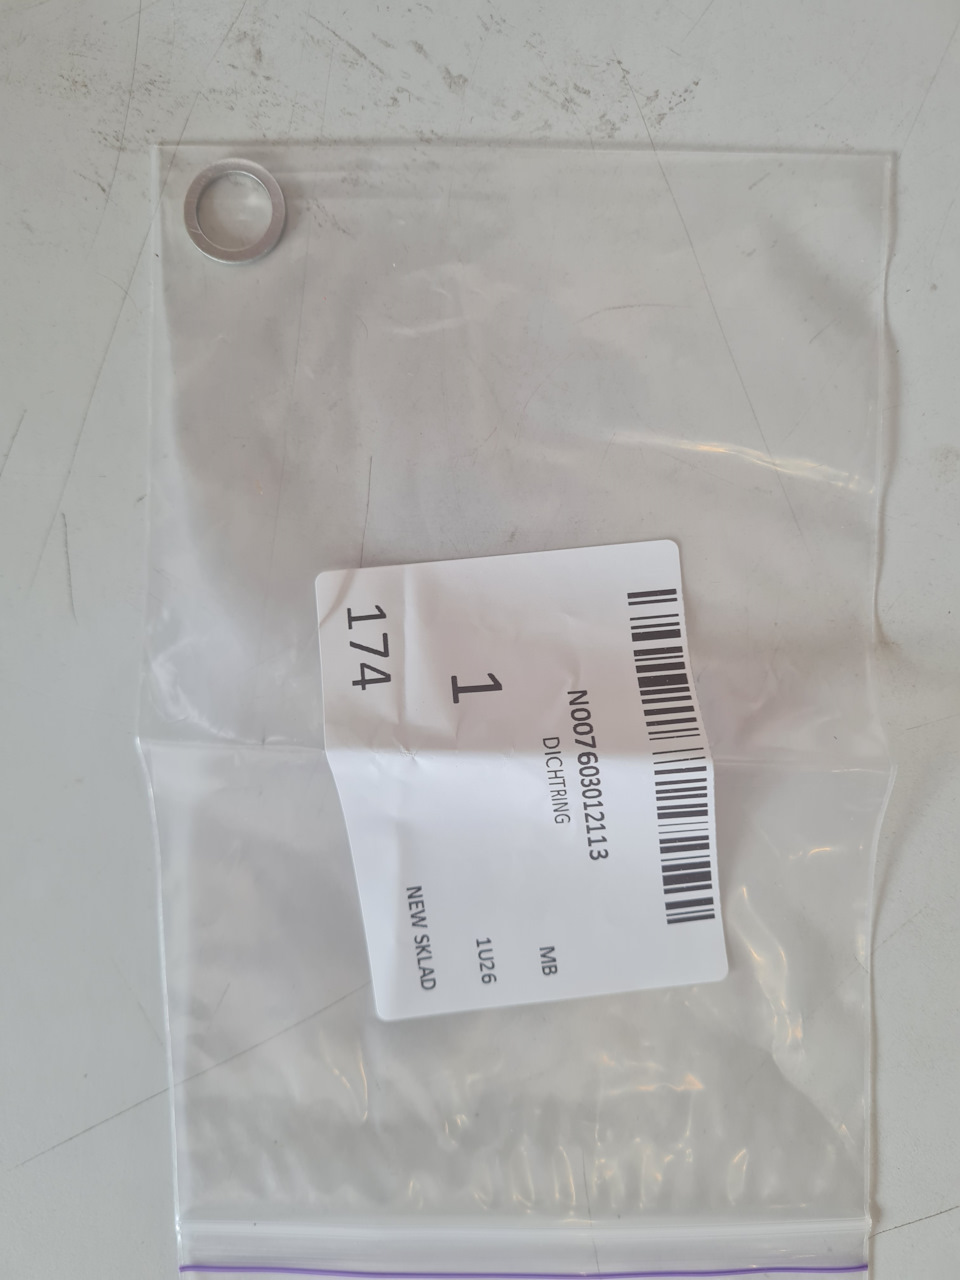 N007603012113
DICHTRING
MB
1
1U26
174
NEW SKLAD